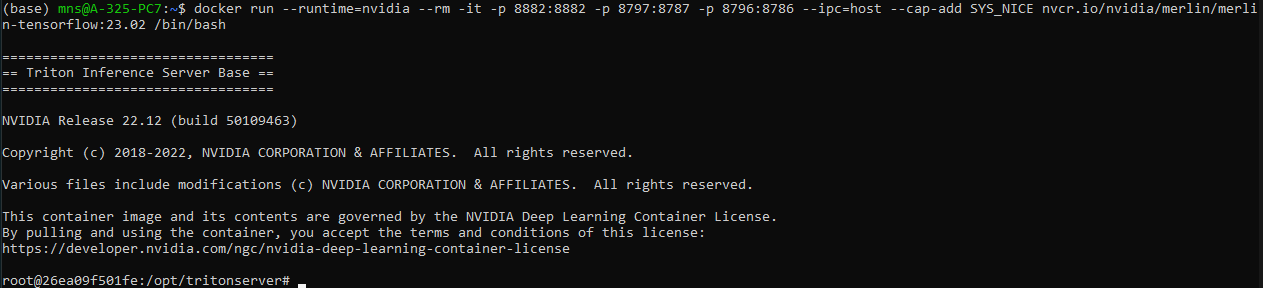 (base) mns@A-325-PC7:~$ docker run --runtime=nvidia --rm -it -p 8882:8882 -p 8797:8787 -p 8796:8786 --ipc=host --cap-add SYS_NICE nvcr.io/nvidia/merlin/merli
n-tensorflow:23.02 /bin/bash
=================================
== Triton Inference Server Base ==
=================================
NVIDIA Release 22.12 (build 50109463)
Copyright (c) 2018-2022, NVIDIA CORPORATION & AFFILIATES.  All rights reserved.
Various files include modifications (c) NVIDIA CORPORATION & AFFILIATES.  All rights reserved.
This container image and its contents are governed by the NVIDIA Deep Learning Container License.
By pulling and using the container, you accept the terms and conditions of this license:
https://developer.nvidia.com/ngc/nvidia-deep-learning-container-license
root@26ea09f501fe:/opt/tritonserver#